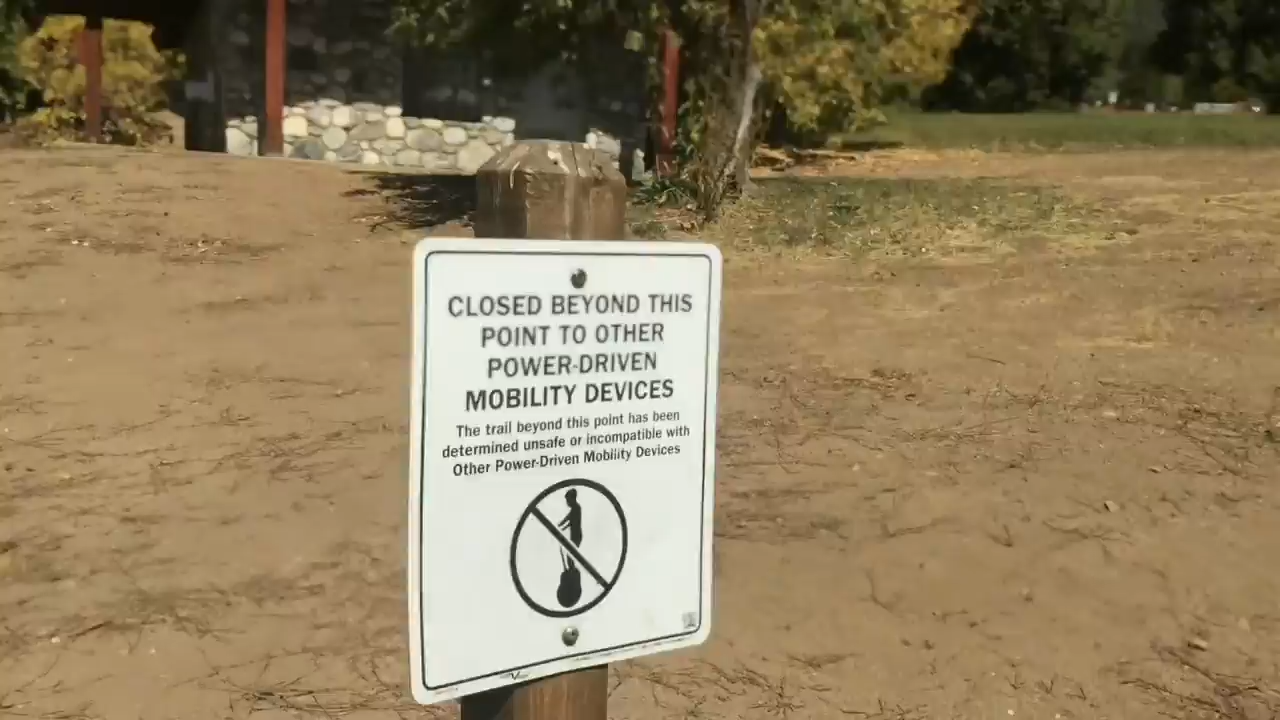 CLOSED BEYOND THIS
POINT TO OTHER
POWER-DRIVEN
MOBILITY DEVICES
The trail beyond this point has been
determined unsafe or incompatible with
Other Power-Driven Mobility Devices